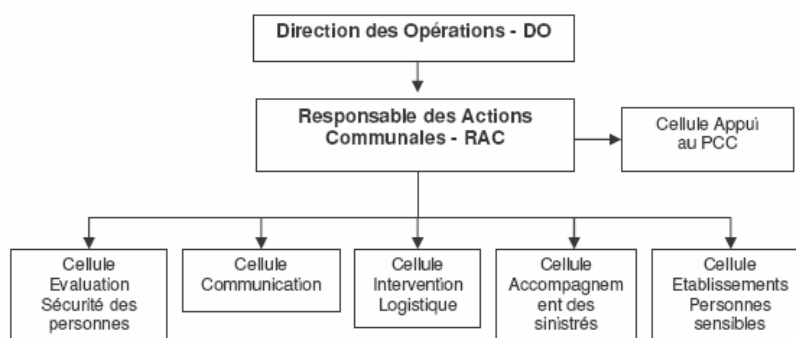 Direction des Opérations - DO
Responsable des Actions
Communales - RAC
Cellule Appui
au PCC
Cellule
Evaluation
Sécurité des
personnes
Cellule
Communication
Cellule
Intervention
Logistique
Cellule
Accompagnem
ent des
sinistrés
Cellule
Etablissements
Personnes
sensibles